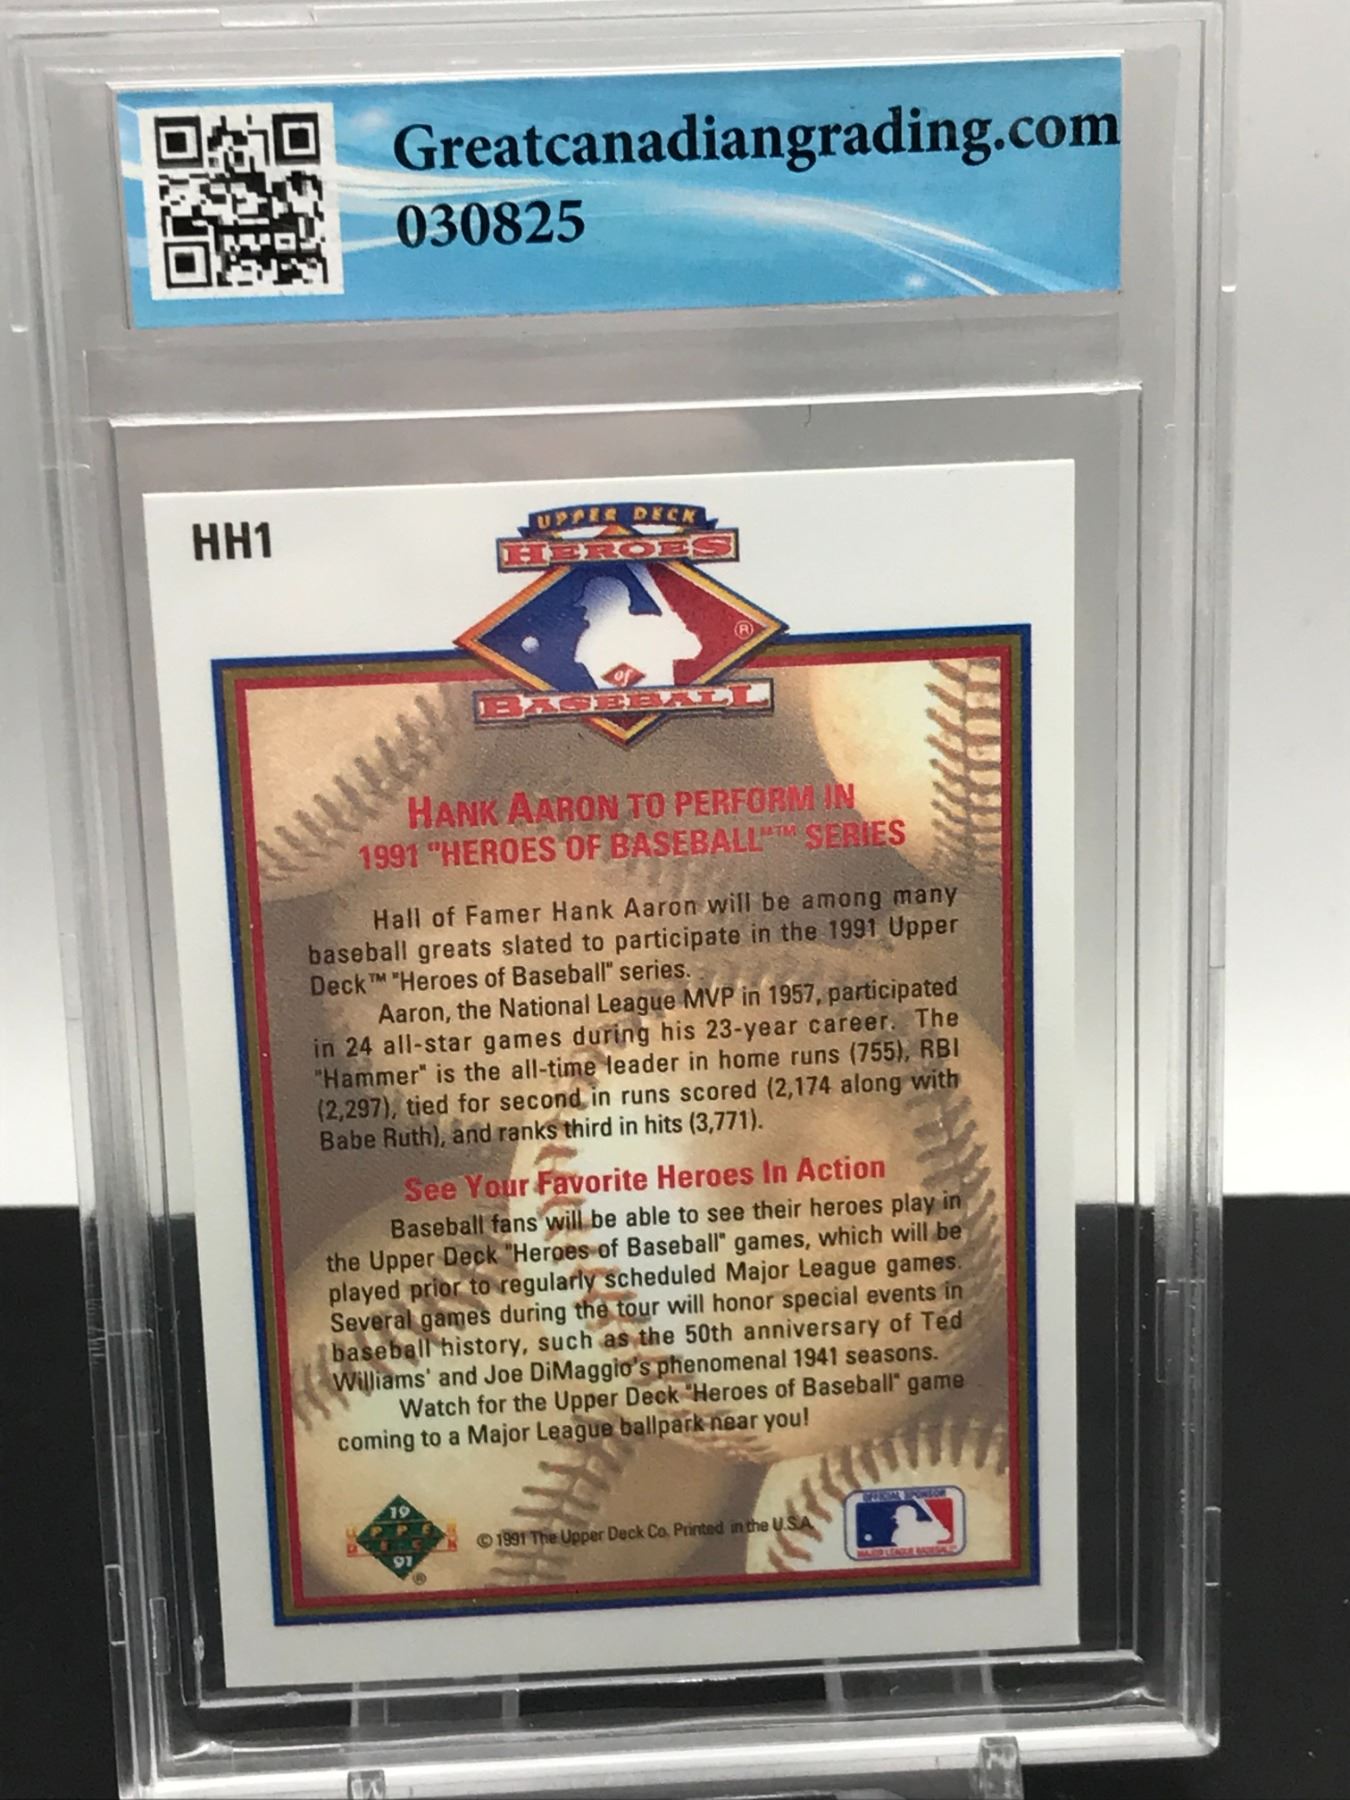 Greatcanadiangrading.com
030825
HH1
UPPER DECK
HEROES
®
of
BASEBALL
HANK AARON TO PERFORM IN
1991 "HEROES OF BASEBALL"™ SERIES
Hall of Famer Hank Aaron will be among many
baseball greats slated to participate in the 1991 Upper
Deck™ "Heroes of Baseball" series.
Aaron, the National League MVP in 1957, participated
in 24 all-star games during his 23-year career. The
"Hammer" is the all-time leader in home runs (755), RBI
(2,297), tied for second in runs scored (2,174 along with
Babe Ruth), and ranks third in hits (3,771).
See Your Favorite Heroes In Action
Baseball fans will be able to see their heroes play in
the Upper Deck "Heroes of Baseball" games, which will be
played prior to regularly scheduled Major League games.
Several games during the tour will honor special events in
baseball history, such as the 50th anniversary of Ted
Williams' and Joe DiMaggio's phenomenal 1941 seasons.
Watch for the Upper Deck "Heroes of Baseball" game
coming to a Major League ballpark near you!
19
UPPER
DECK
91
®
© 1991 The Upper Deck Co. Printed in the U.S.A.
OFFICIAL SPONSOR
MAJOR LEAGUE BASEBALL™